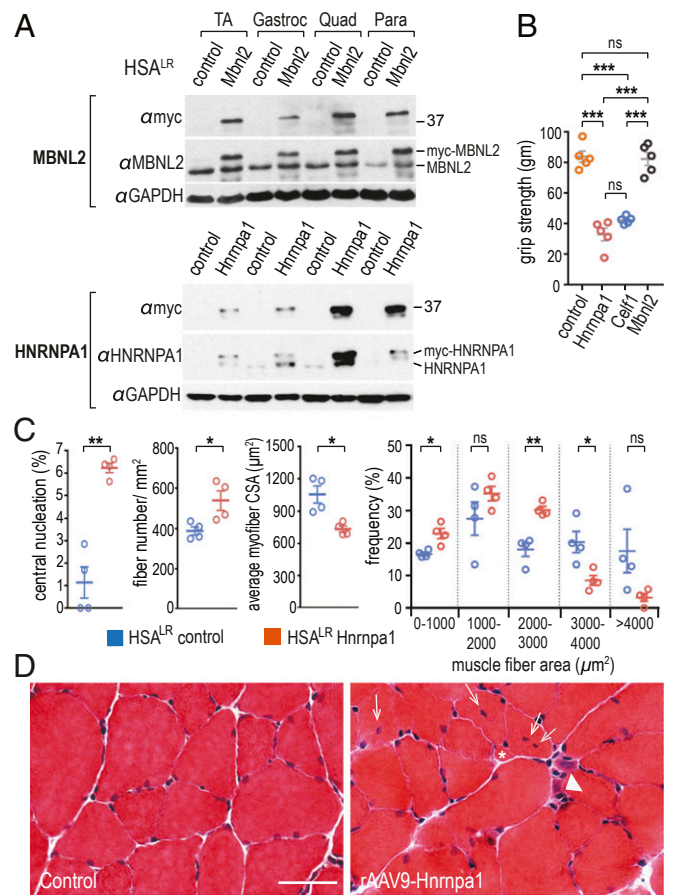 A
TA Gastroc Quad Para
HSA^LR
control Mbnl2 control Mbnl2 control Mbnl2 control Mbnl2
MBNL2
αmyc
37
αMBNL2
myc-MBNL2
MBNL2
αGAPDH
control Hnrnpa1 control Hnrnpa1 control Hnrnpa1 control Hnrnpa1
HNRNPA1
αmyc
37
αHNRNPA1
myc-HNRNPA1
HNRNPA1
αGAPDH
B
ns
***
***
*** ***
ns
grip strength (gm)
100
80
60
40
20
0
control Hnrnpa1 Celf1 Mbnl2
C
central nucleation (%)
7
6
5
4
3
2
1
0
**
fiber number/ mm²
800
600
400
200
0
*
average myofiber CSA (µm²)
1500
1200
900
600
300
0
*
frequency (%)
50
40
30
20
10
0
* ns ** * ns
0-1000 1000-2000 2000-3000 3000-4000 >4000
muscle fiber area (µm²)
HSA^LR control
HSA^LR Hnrnpa1
D
Control
*
rAAV9-Hnrnpa1